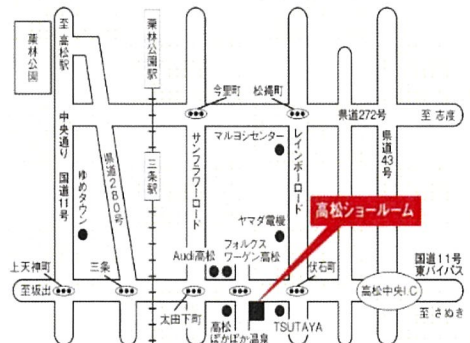 栗林公園
至高松駅
栗林公園駅
今里町
松縄町
県道272号
至 志度
中央通り
国道11号
県道280号
三条駅
サンフラワーロード
マルヨシセンター
レインボーロード
県道43号
ゆめタウン
高松ショールーム
ヤマダ電機
Audi高松
フォルクス
ワーゲン高松
上天神町
三条
伏石町
国道11号
東バイパス
至坂出
高松中央I.C
至 さぬき
太田下町
高松
ぽかぽか温泉
TSUTAYA